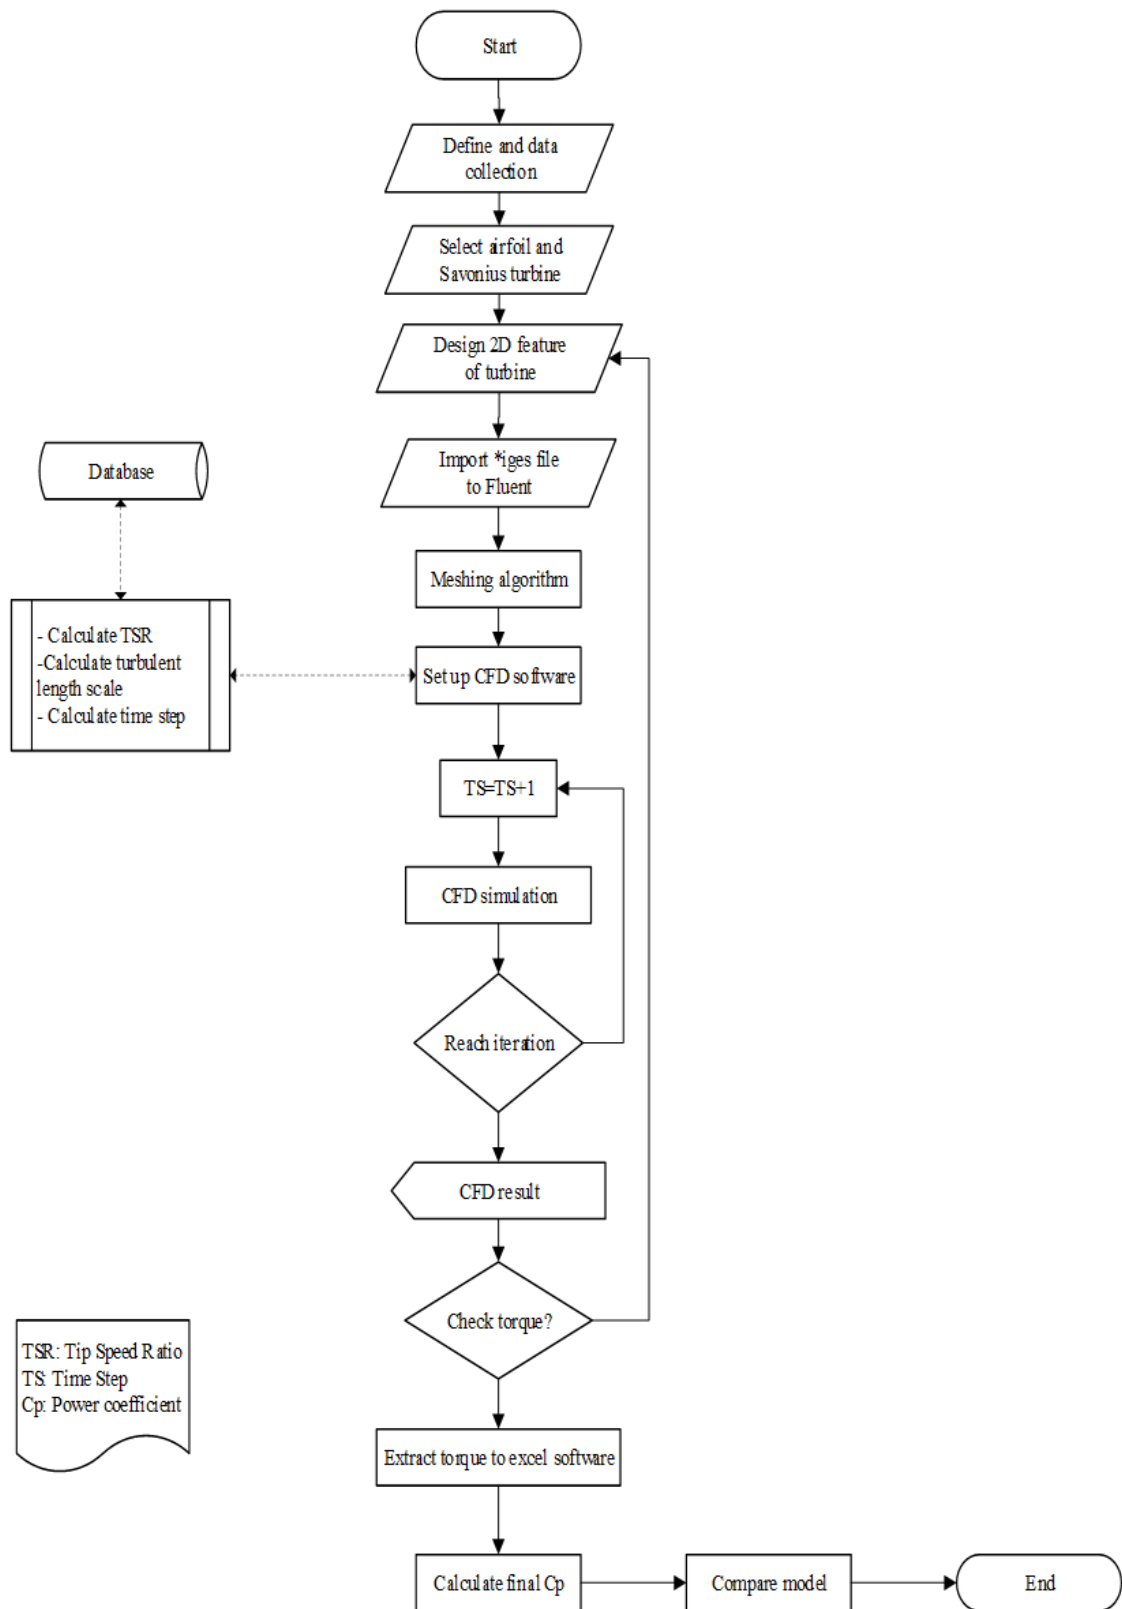 Start
Define and data
collection
Select airfoil and
Savonius turbine
Design 2D feature
of turbine
Import *iges file
to Fluent
Database
Meshing algorithm
- Calculate TSR
-Calculate turbulent
length scale
- Calculate time step
Set up CFD software
TS=TS+1
CFD simulation
Reach iteration
CFD result
Check torque?
TSR: Tip Speed Ratio
TS: Time Step
Cp: Power coefficient
Extract torque to excel software
Calculate final Cp
Compare model
End